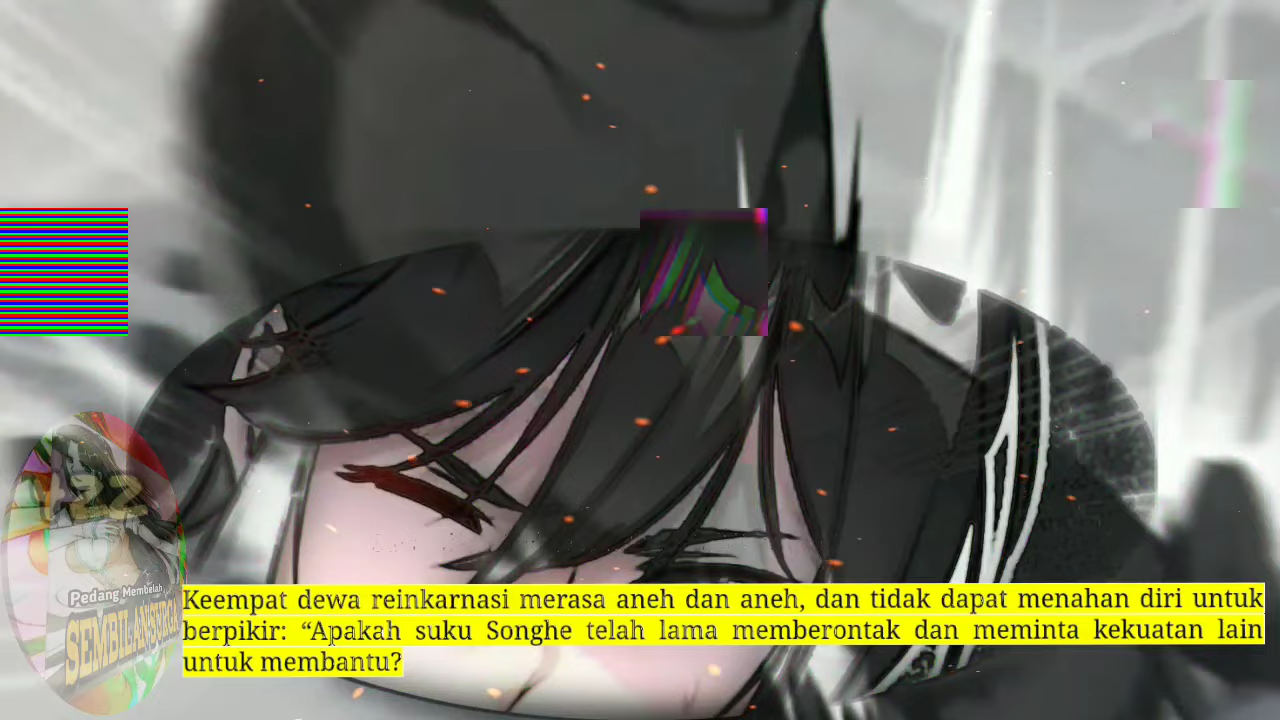 Pedang Membelah
SEMBILAN SURGA
Keempat dewa reinkarnasi merasa aneh dan aneh, dan tidak dapat menahan diri untuk
berpikir: “Apakah suku Songhe telah lama memberontak dan meminta kekuatan lain
untuk membantu?